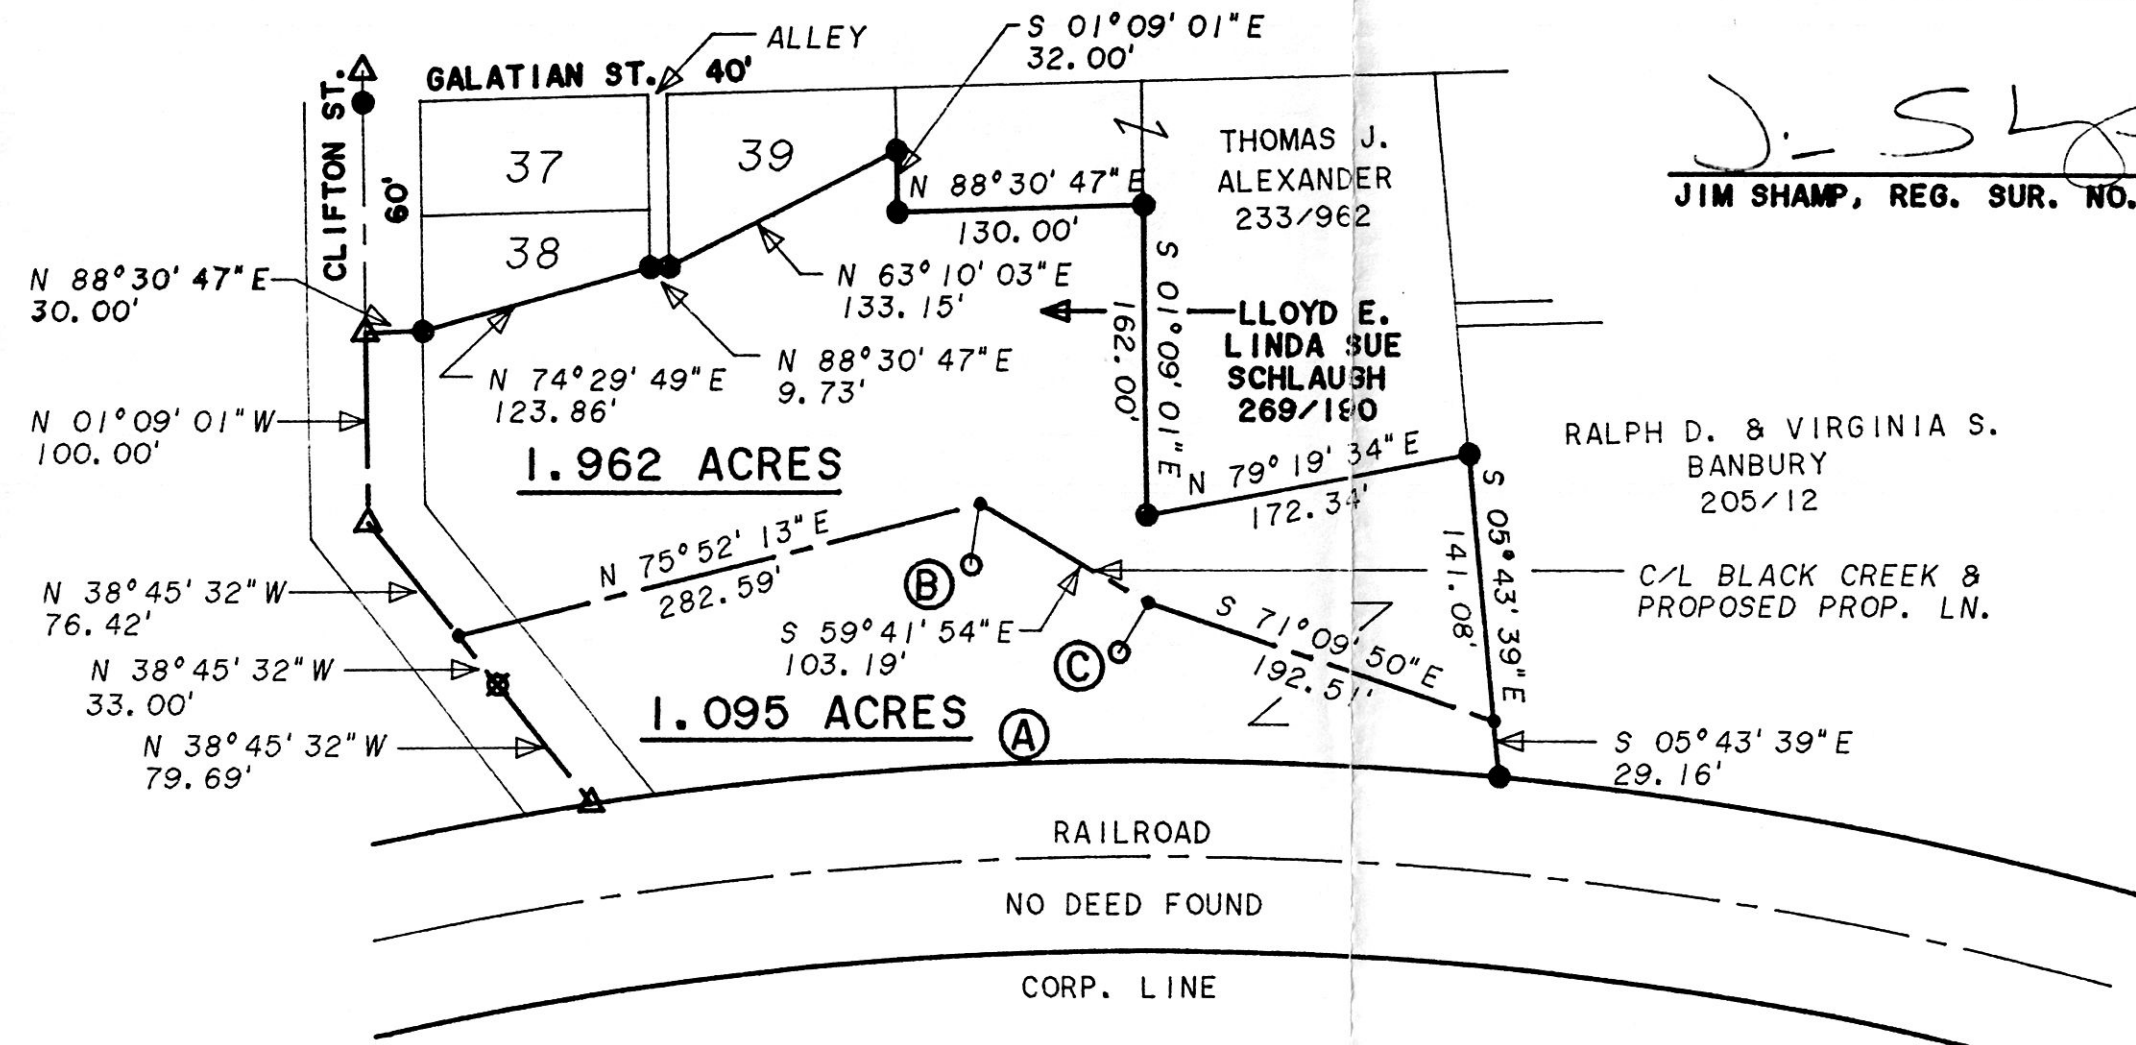 ALLEY
S 01°09'01"E
32.00'
GALATIAN ST. 40'
CLIFTON ST.
60'
37
38
39
THOMAS J.
ALEXANDER
233/962
JIM SHAMP, REG. SUR. NO.
N 88°30'47"E
130.00'
N 88°30'47"E
30.00'
N 63°10'03"E
133.15'
S 01°09'01"E
162.00'
LLOYD E.
LINDA SUE
SCHLAUGH
269/190
N 74°29'49"E
123.86'
N 88°30'47"E
9.73'
N 01°09'01"W
100.00'
1.962 ACRES
N 79°19'34"E
172.34'
RALPH D. & VIRGINIA S.
BANBURY
205/12
S 05°43'39"E
141.08'
N 75°52'13"E
282.59'
B
C/L BLACK CREEK &
PROPOSED PROP. LN.
N 38°45'32"W
76.42'
S 59°41'54"E
103.19'
C
S 71°09'50"E
192.51'
N 38°45'32"W
33.00'
1.095 ACRES
A
N 38°45'32"W
79.69'
S 05°43'39"E
29.16'
RAILROAD
NO DEED FOUND
CORP. LINE